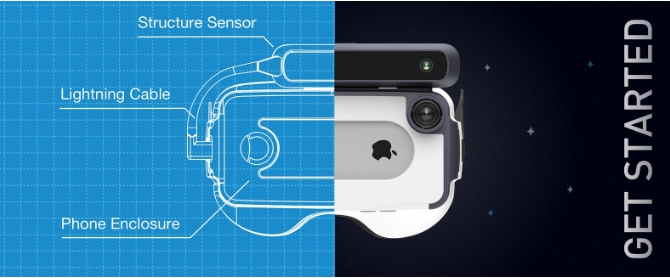 Structure Sensor
Lightning Cable
Phone Enclosure
GET STARTED